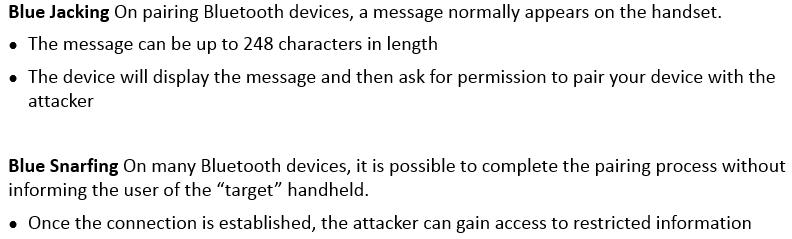 Blue Jacking On pairing Bluetooth devices, a message normally appears on the handset.
• The message can be up to 248 characters in length
• The device will display the message and then ask for permission to pair your device with the
attacker
Blue Snarfing On many Bluetooth devices, it is possible to complete the pairing process without
informing the user of the “target” handheld.
• Once the connection is established, the attacker can gain access to restricted information